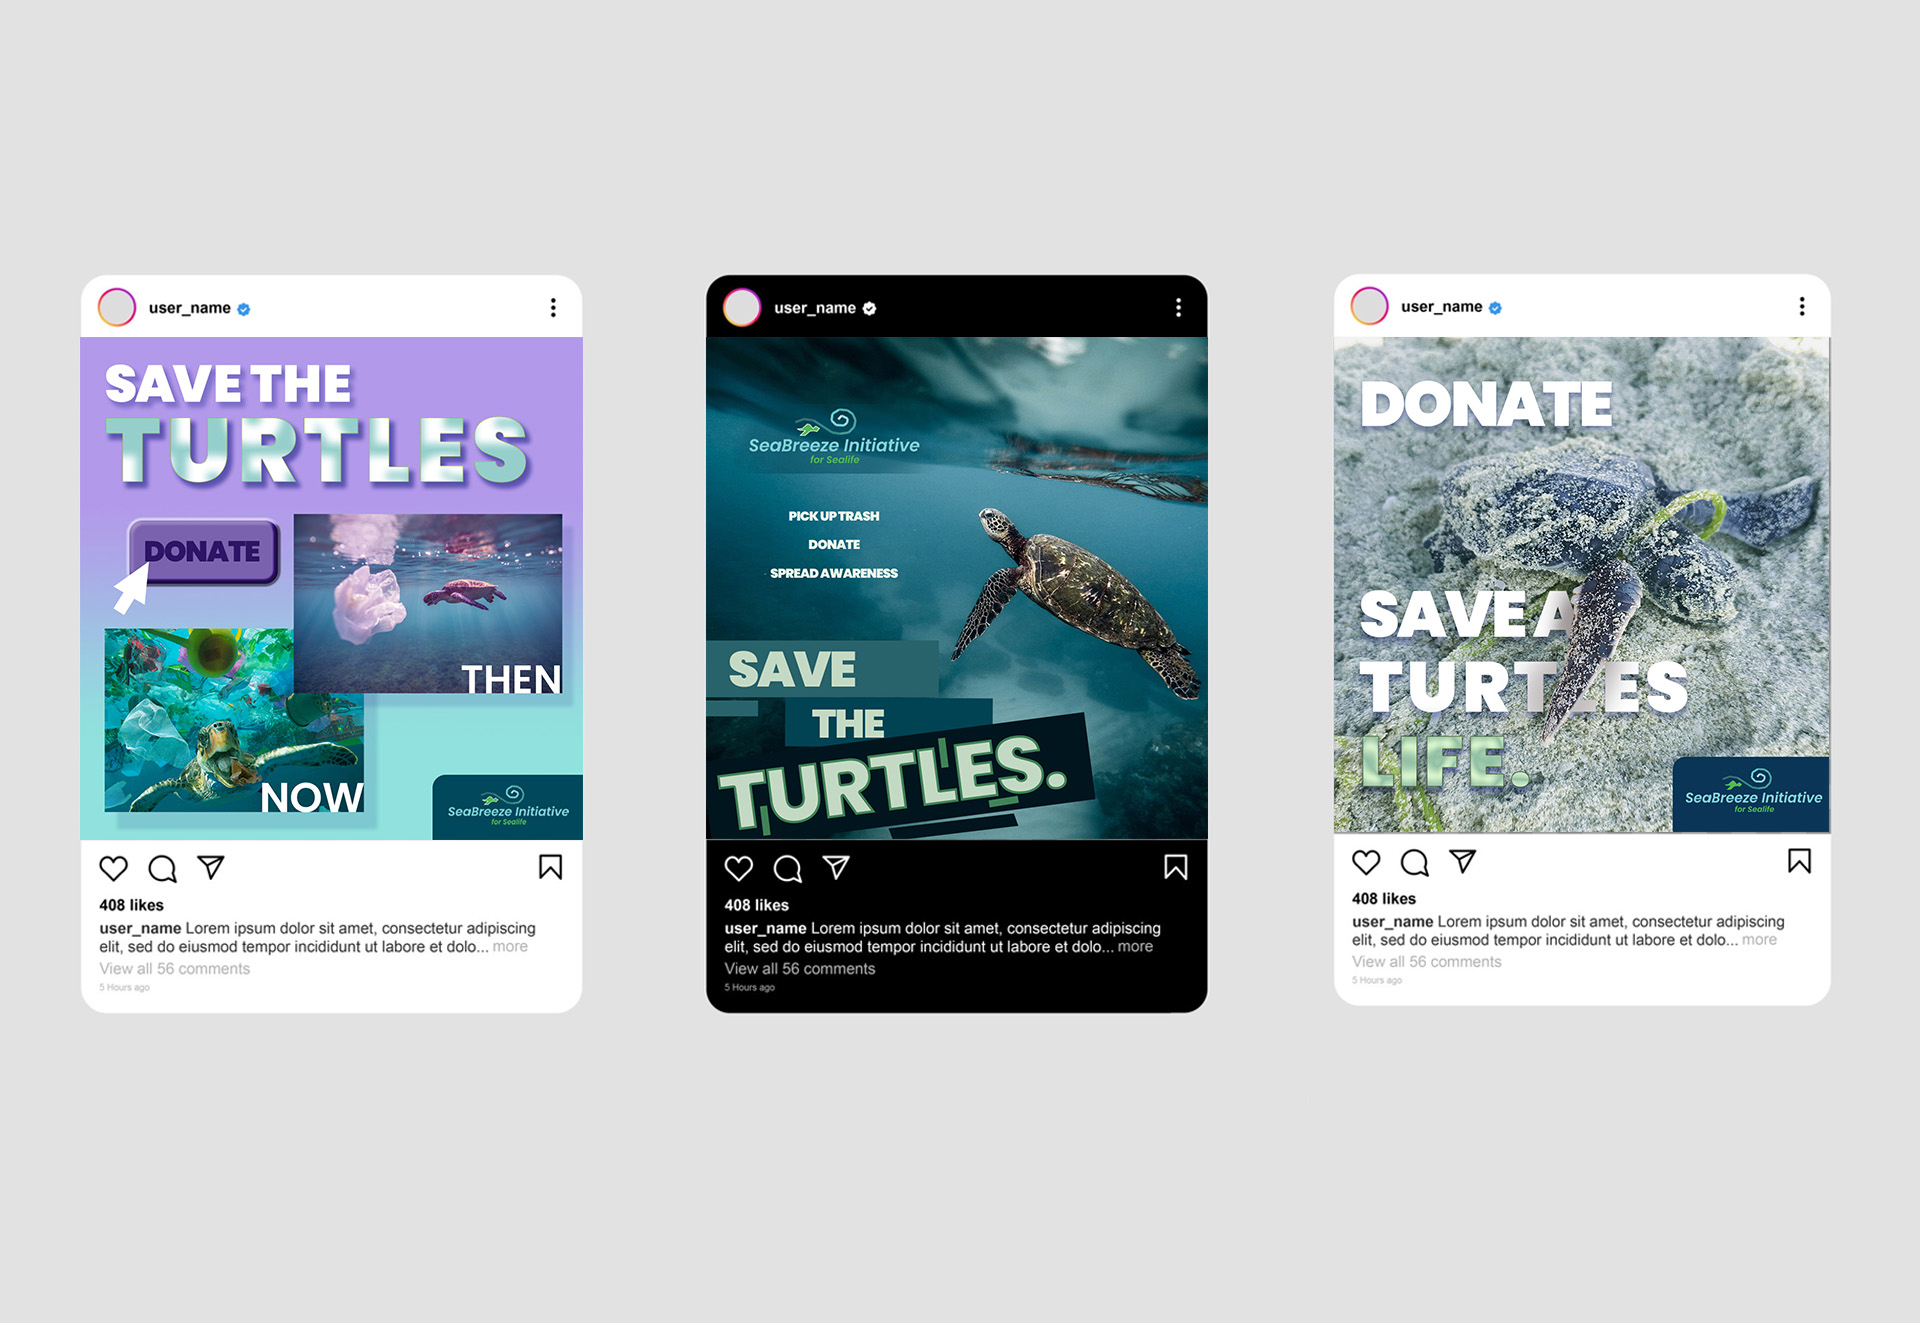 user_name
SAVE THE
TURTLES
DONATE
THEN
NOW
SeaBreeze Initiative
for Sealife
408 likes
user_name Lorem ipsum dolor sit amet, consectetur adipiscing
elit, sed do eiusmod tempor incididunt ut labore et dolo... more
View all 56 comments
5 Hours ago
user_name
SeaBreeze Initiative
for Sealife
PICK UP TRASH
DONATE
SPREAD AWARENESS
SAVE
THE
TURTLES.
408 likes
user_name Lorem ipsum dolor sit amet, consectetur adipiscing
elit, sed do eiusmod tempor incididunt ut labore et dolo... more
View all 56 comments
5 Hours ago
user_name
DONATE
SAVE A
TURTLES
LIFE.
SeaBreeze Initiative
for Sealife
408 likes
user_name Lorem ipsum dolor sit amet, consectetur adipiscing
elit, sed do eiusmod tempor incididunt ut labore et dolo... more
View all 56 comments
5 Hours ago